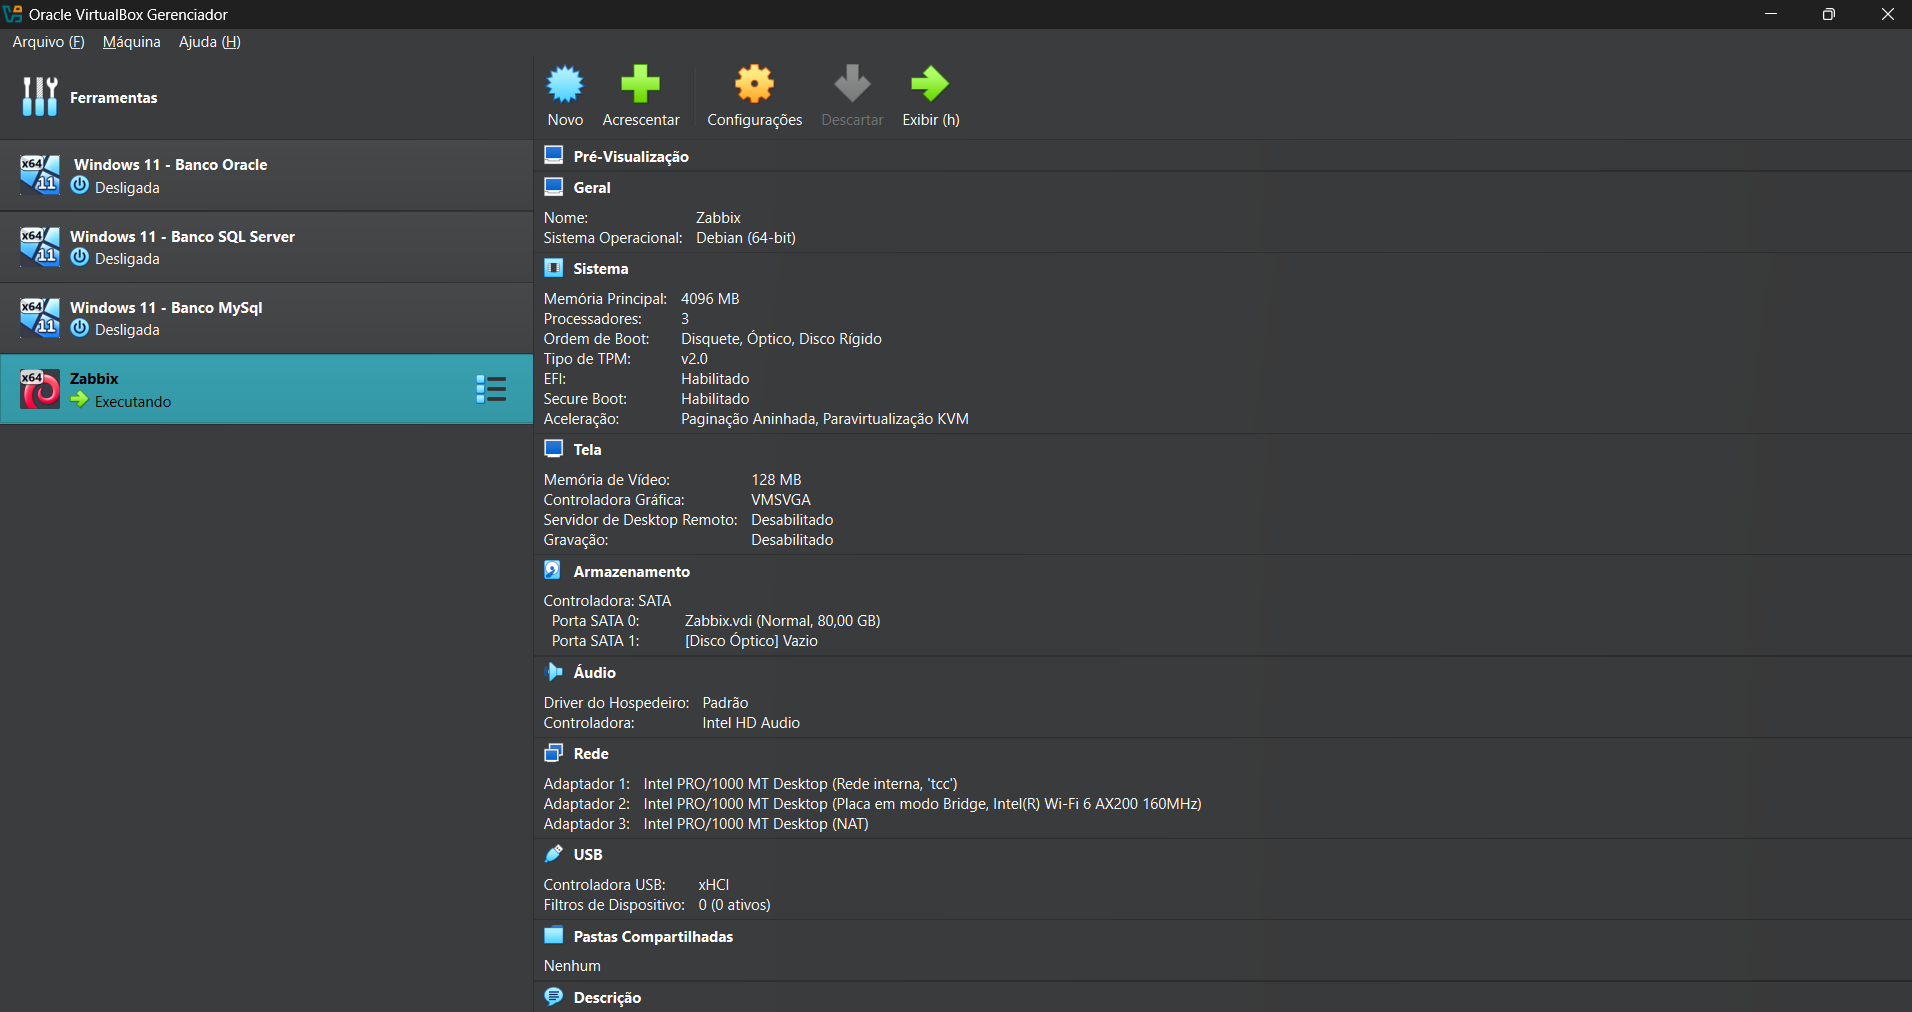 Oracle VirtualBox Gerenciador
Arquivo (F) Máquina Ajuda (H)
Ferramentas
Novo Acrescentar Configurações Descartar Exibir (h)
x64 11 Windows 11 - Banco Oracle
Desligada
x64 11 Windows 11 - Banco SQL Server
Desligada
x64 11 Windows 11 - Banco MySql
Desligada
x64 Zabbix
Executando
Pré-Visualização
Geral
Nome: Zabbix
Sistema Operacional: Debian (64-bit)
Sistema
Memória Principal: 4096 MB
Processadores: 3
Ordem de Boot: Disquete, Óptico, Disco Rígido
Tipo de TPM: v2.0
EFI: Habilitado
Secure Boot: Habilitado
Aceleração: Paginação Aninhada, Paravirtualização KVM
Tela
Memória de Vídeo: 128 MB
Controladora Gráfica: VMSVGA
Servidor de Desktop Remoto: Desabilitado
Gravação: Desabilitado
Armazenamento
Controladora: SATA
Porta SATA 0: Zabbix.vdi (Normal, 80,00 GB)
Porta SATA 1: [Disco Óptico] Vazio
Áudio
Driver do Hospedeiro: Padrão
Controladora: Intel HD Audio
Rede
Adaptador 1: Intel PRO/1000 MT Desktop (Rede interna, 'tcc')
Adaptador 2: Intel PRO/1000 MT Desktop (Placa em modo Bridge, Intel(R) Wi-Fi 6 AX200 160MHz)
Adaptador 3: Intel PRO/1000 MT Desktop (NAT)
USB
Controladora USB: xHCI
Filtros de Dispositivo: 0 (0 ativos)
Pastas Compartilhadas
Nenhum
Descrição